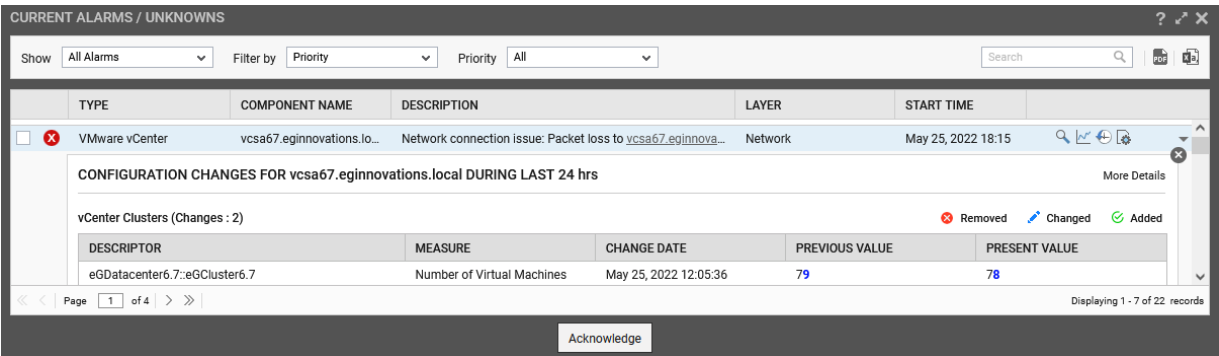 CURRENT ALARMS / UNKNOWNS ?
Show All Alarms Filter by Priority Priority All Search PDF
TYPE COMPONENT NAME DESCRIPTION LAYER START TIME
VMware vCenter vcsa67.eginnovations.lo... Network connection issue: Packet loss to vcsa67.eginnova... Network May 25, 2022 18:15
CONFIGURATION CHANGES FOR vcsa67.eginnovations.local DURING LAST 24 hrs More Details
vCenter Clusters (Changes : 2) Removed Changed Added
DESCRIPTOR MEASURE CHANGE DATE PREVIOUS VALUE PRESENT VALUE
eGDatacenter6.7::eGCluster6.7 Number of Virtual Machines May 25, 2022 12:05:36 79 78
Page 1 of 4 Displaying 1 - 7 of 22 records
Acknowledge